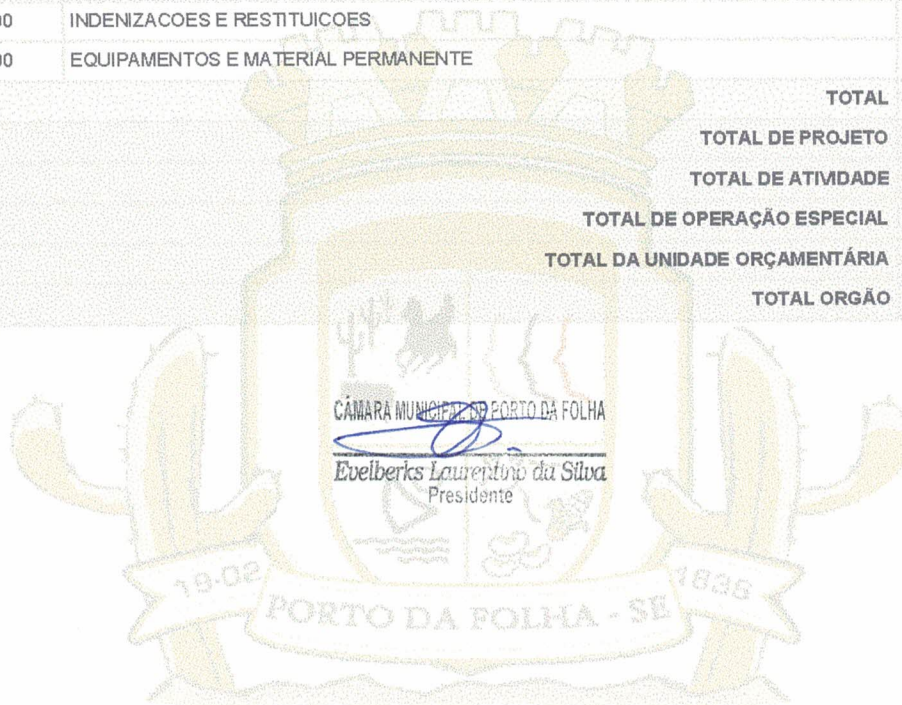 00 INDENIZACOES E RESTITUICOES
00 EQUIPAMENTOS E MATERIAL PERMANENTE
TOTAL
TOTAL DE PROJETO
TOTAL DE ATIVIDADE
TOTAL DE OPERAÇÃO ESPECIAL
TOTAL DA UNIDADE ORÇAMENTÁRIA
TOTAL ORGÃO
CÂMARA MUNICIPAL DE PORTO DA FOLHA
Evelberks Laurentino da Silva
Presidente
19-02 1835
PORTO DA FOLHA - SE